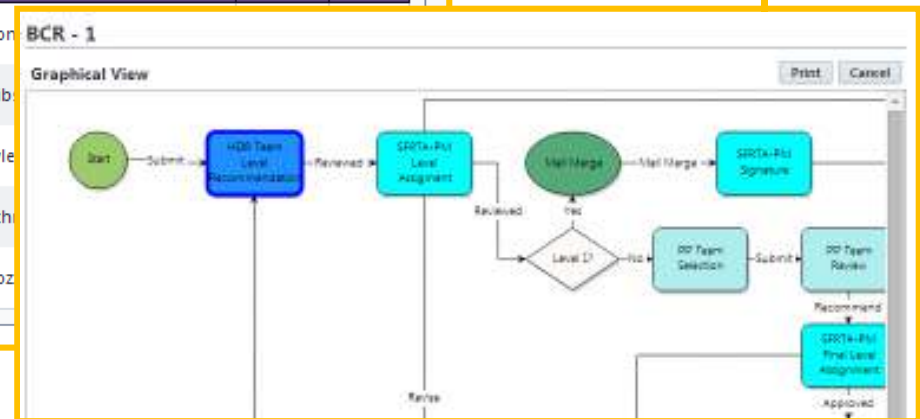 BCR - 1
Graphical View
Print
Cancel
Start
Submit
HDR Team
Level
Recommendation
Reviewed
SFRTA-PM
Level
Assignment
Mail Merge
Mail Merge
SFRTA-PM
Signature
Reviewed
Yes
Level 1?
No
PP Team
Selection
Submit
PP Team
Review
Recommend
SFRTA-PM
Final Level
Assignment
Revise
Approved